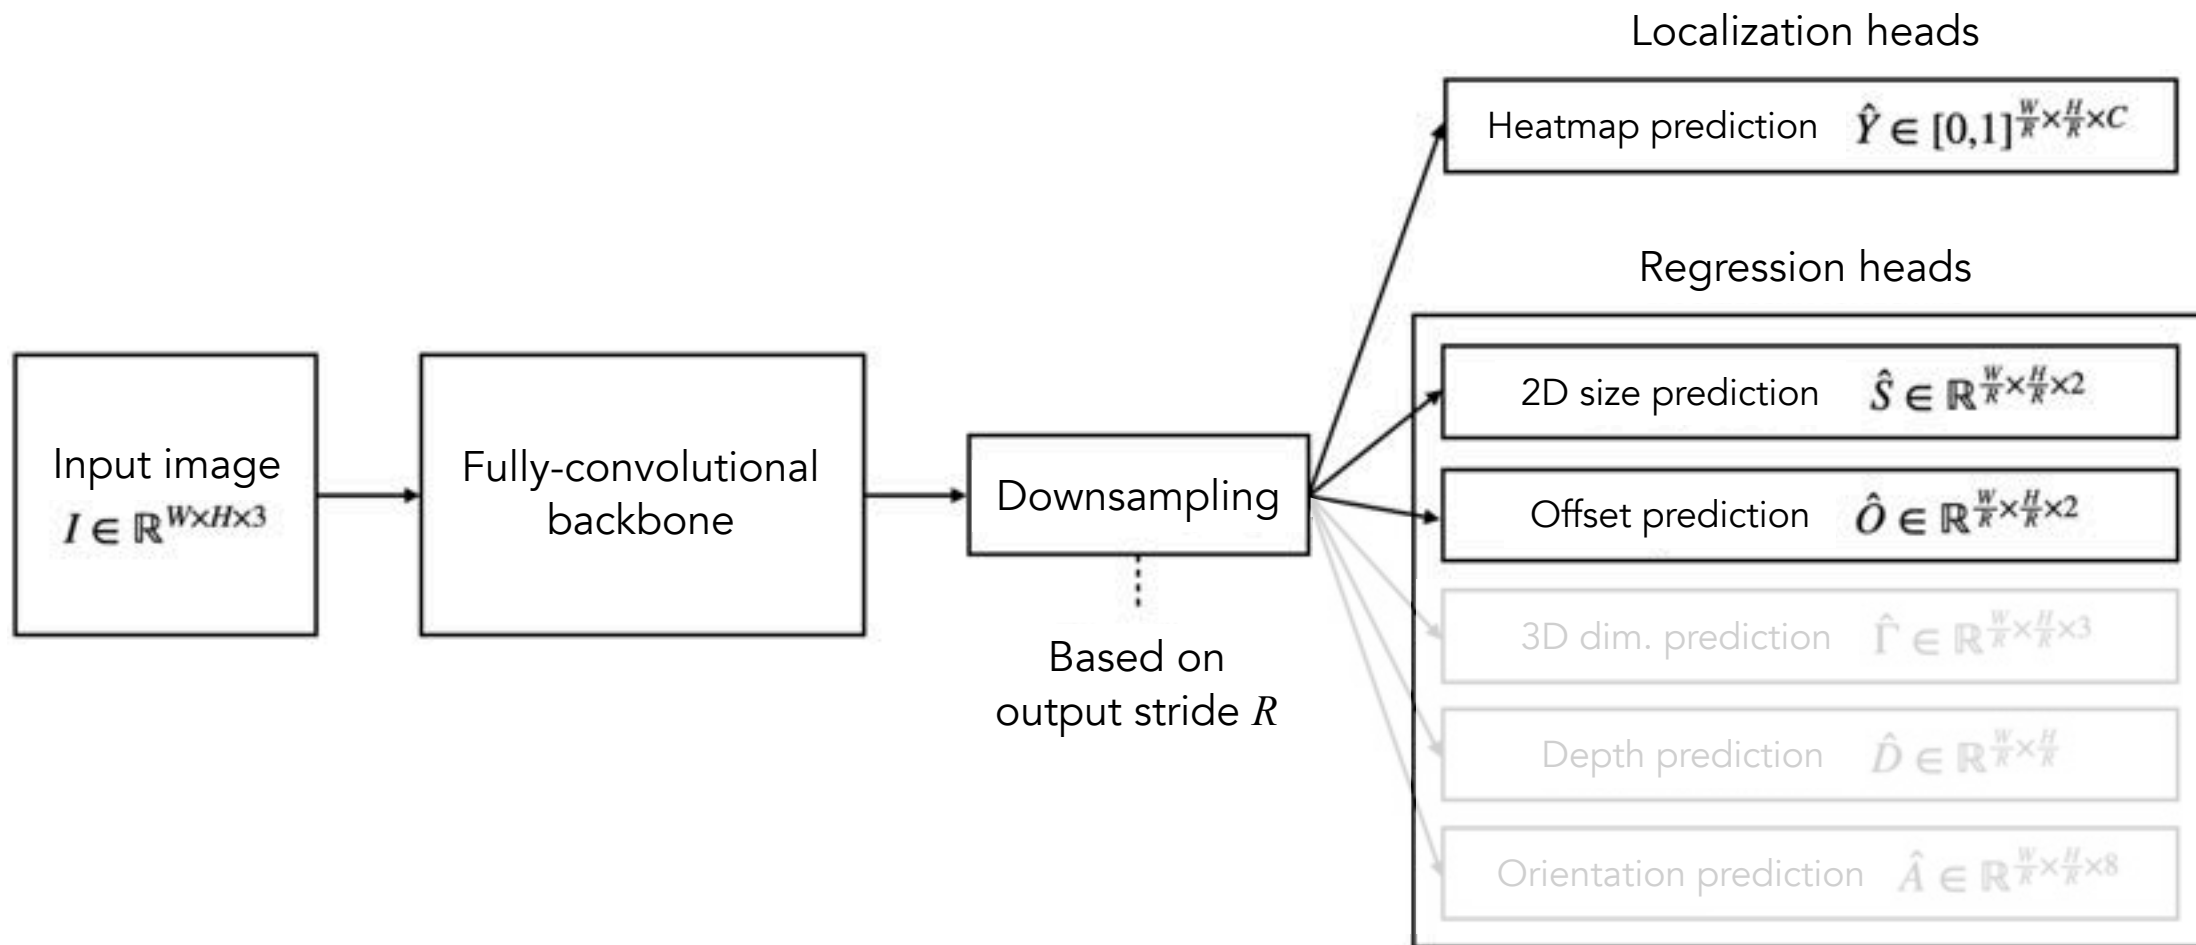 Localization heads
Heatmap prediction Ŷ ∈ [0,1]^{W/R×H/R×C}
Regression heads
2D size prediction Ŝ ∈ ℝ^{W/R×H/R×2}
Input image
I ∈ ℝ^{W×H×3}
Fully-convolutional
backbone
Downsampling
Offset prediction Ô ∈ ℝ^{W/R×H/R×2}
Based on
output stride R
3D dim. prediction Γ̂ ∈ ℝ^{W/R×H/R×3}
Depth prediction D̂ ∈ ℝ^{W/R×H/R}
Orientation prediction Â ∈ ℝ^{W/R×H/R×8}